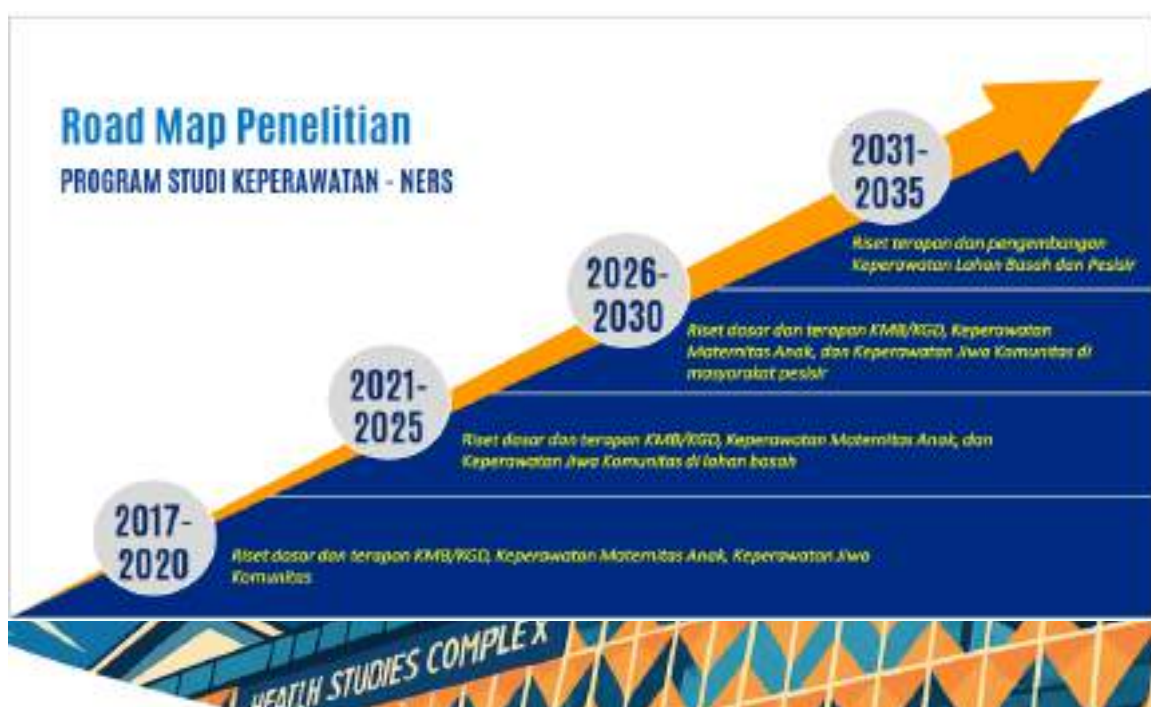 Road Map Penelitian
PROGRAM STUDI KEPERAWATAN - NERS
2031-
2035
Riset terapan dan pengembangan
Keperawatan Lahan Basah dan Pesisir
2026-
2030
Riset dasar dan terapan KMB/KGD, Keperawatan
Maternitas Anak, dan Keperawatan Jiwa Komunitas di
masyarakat pesisir
2021-
2025
Riset dasar dan terapan KMB/KGD, Keperawatan Maternitas Anak, dan
Keperawatan Jiwa Komunitas di lahan basah
2017-
2020
Riset dasar dan terapan KMB/KGD, Keperawatan Maternitas Anak, Keperawatan Jiwa
Komunitas
HEATLH STUDIES COMPLEX